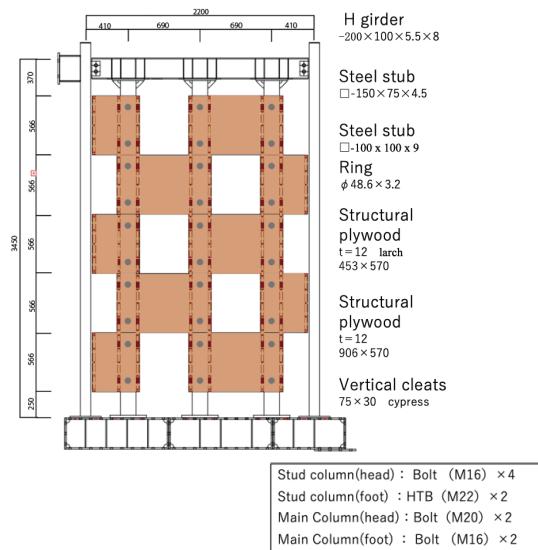 2200
410 690 690 410
370
566
566
566
566
566
250
3450
H girder
-200×100×5.5×8
Steel stub
□-150×75×4.5
Steel stub
□-100 x 100 x 9
Ring
φ48.6×3.2
Structural
plywood
t=12 larch
453×570
Structural
plywood
t=12
906×570
Vertical cleats
75×30 cypress
Stud column(head)：Bolt （M16）×4
Stud column(foot)：HTB（M22）×2
Main Column(head)：Bolt（M20）×2
Main Column(foot)：Bolt（M16）×2